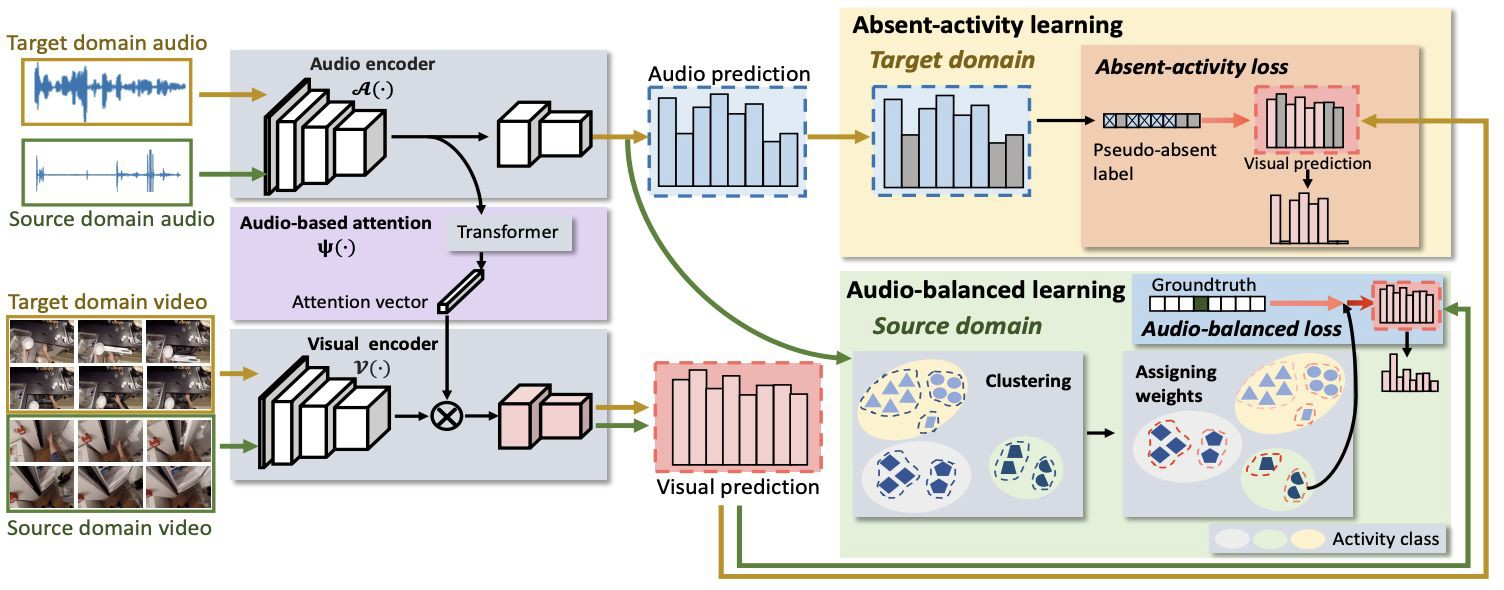 Target domain audio
Source domain audio
Target domain video
Source domain video
Audio encoder
𝒜(·)
Audio-based attention
ψ(·)
Transformer
Attention vector
Visual encoder
𝒱(·)
Audio prediction
Visual prediction
Absent-activity learning
Target domain
Absent-activity loss
Pseudo-absent
label
Visual prediction
Audio-balanced learning
Source domain
Groundtruth
Audio-balanced loss
Clustering
Assigning
weights
Activity class